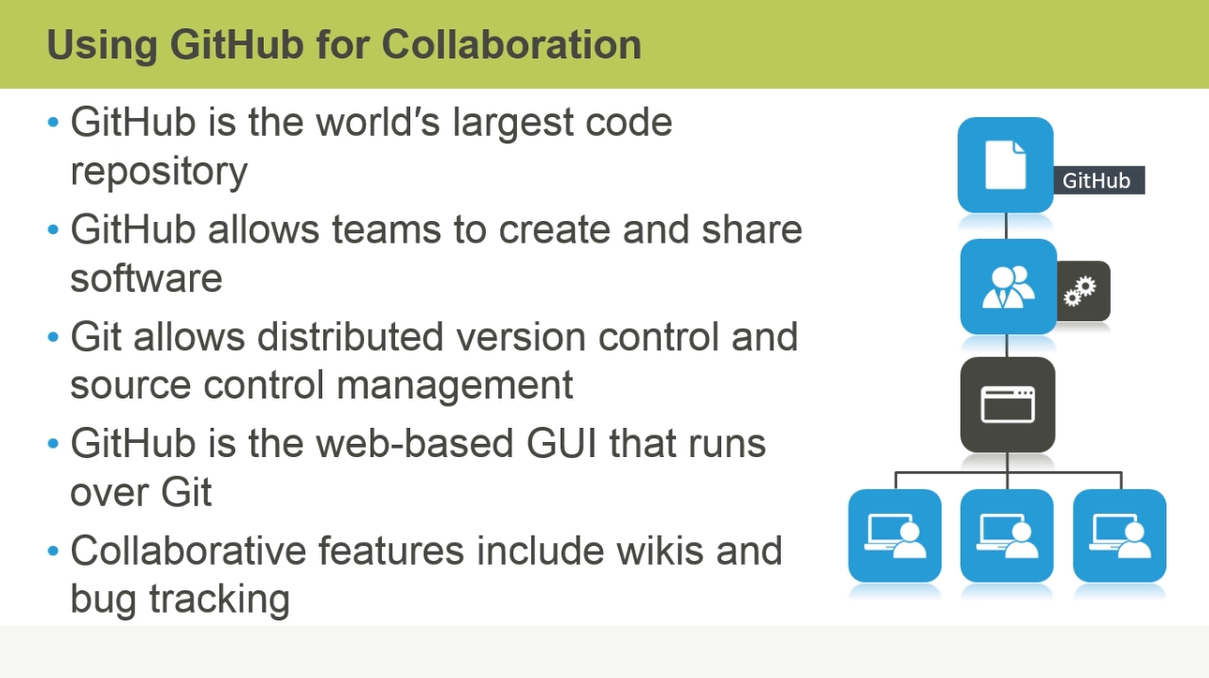 Using GitHub for Collaboration
• GitHub is the world's largest code
repository
• GitHub allows teams to create and share
software
• Git allows distributed version control and
source control management
• GitHub is the web-based GUI that runs
over Git
• Collaborative features include wikis and
bug tracking
GitHub